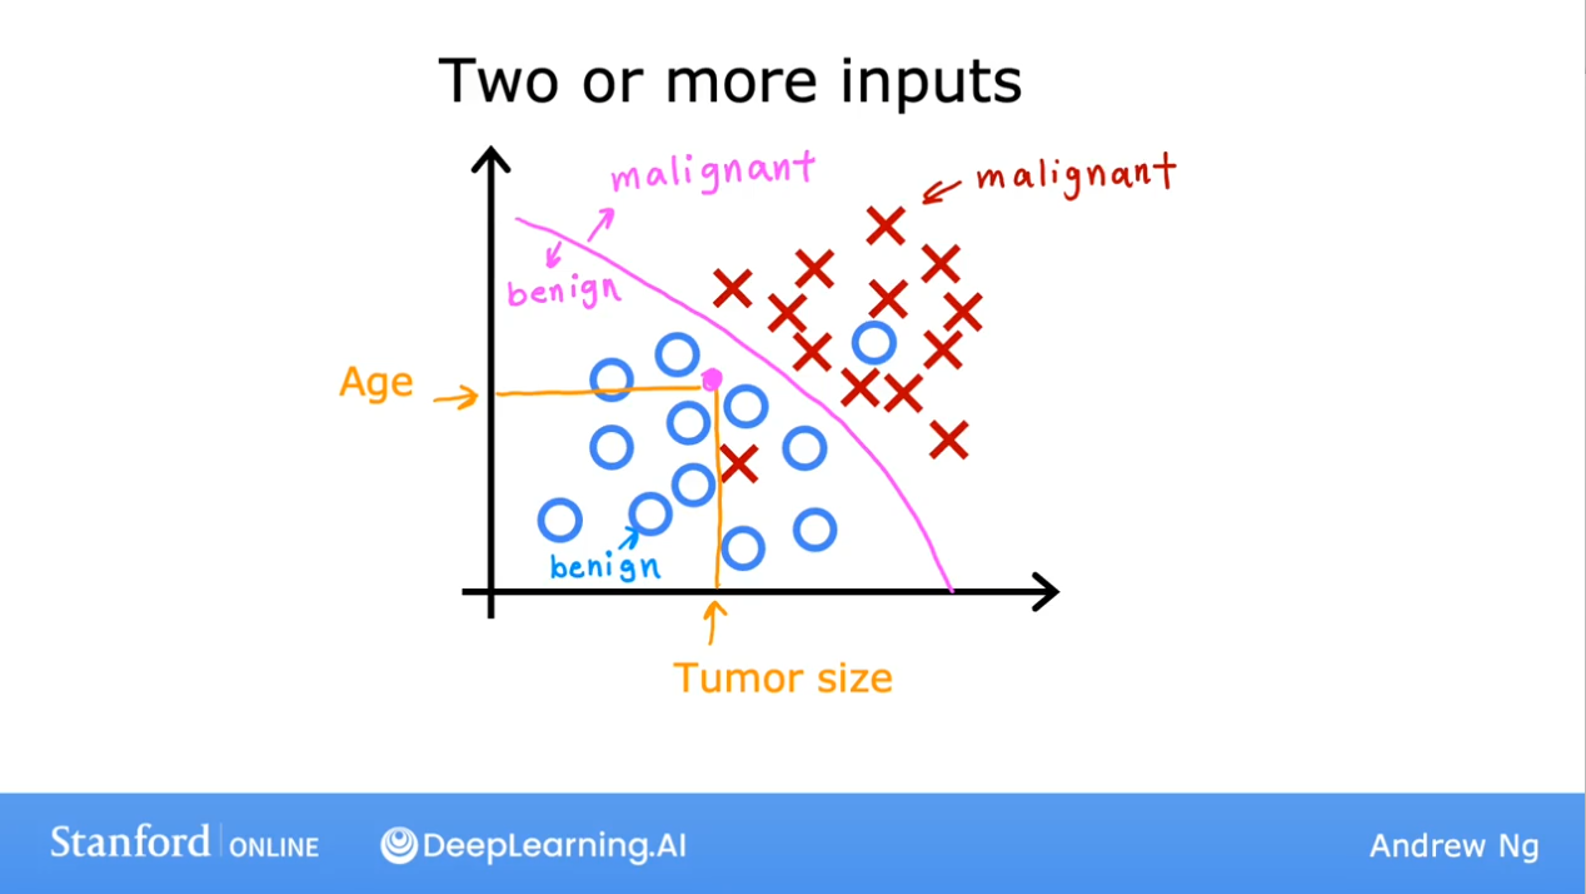 Two or more inputs
malignant
malignant
benign
Age
benign
Tumor size
Stanford ONLINE
DeepLearning.AI
Andrew Ng